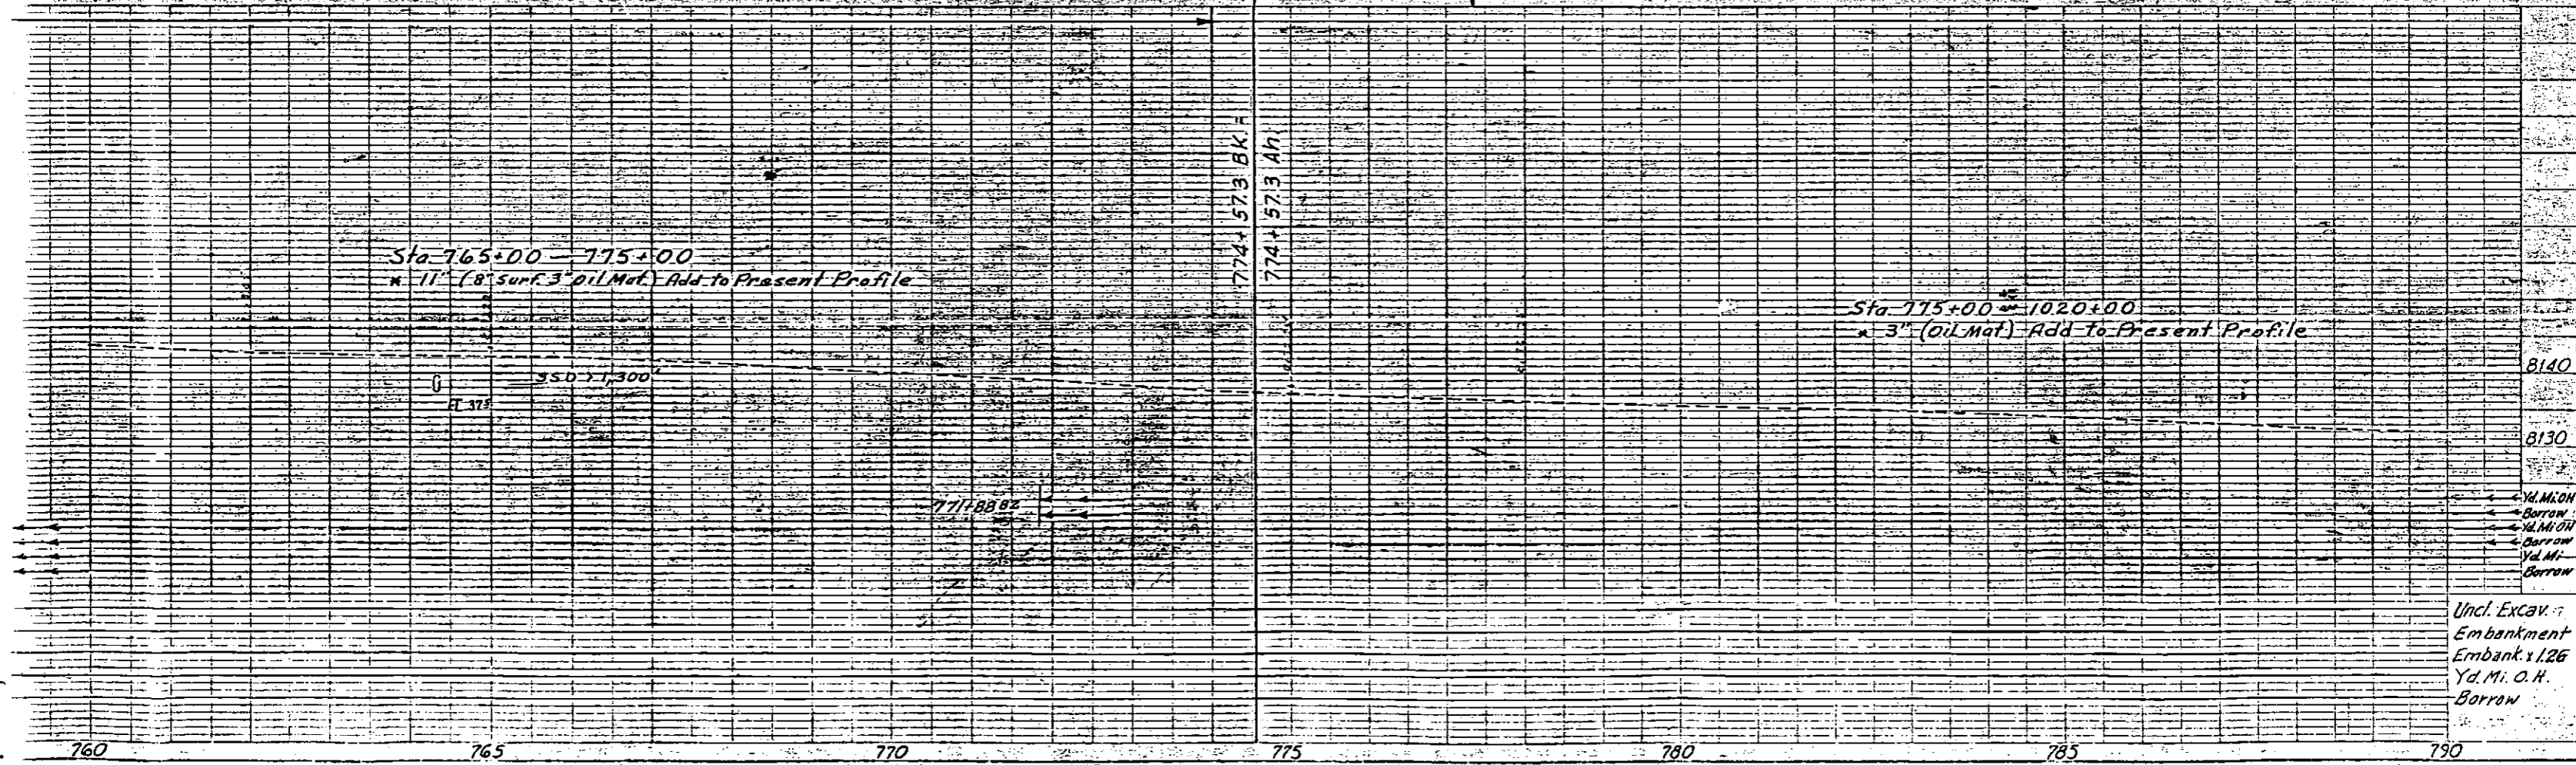 774+57.3 BK. =
774+57.3 Ah.
Sta. 765+00 — 775+00
* 11" (8" Surf. 3" Oil Mat.) Add to Present Profile
Sta. 775+00 1020+00
* 3" (Oil Mat) Add to Present Profile
SSD > 1,300'
8140
8130
771+88 82
Yd. Mi. OH
Borrow
Yd. Mi OH
Borrow
Yd. Mi
Borrow
Uncl. Excav.
Embankment
Embank. x 1.26
Yd. Mi. O.H.
Borrow
760 765 770 775 780 785 790